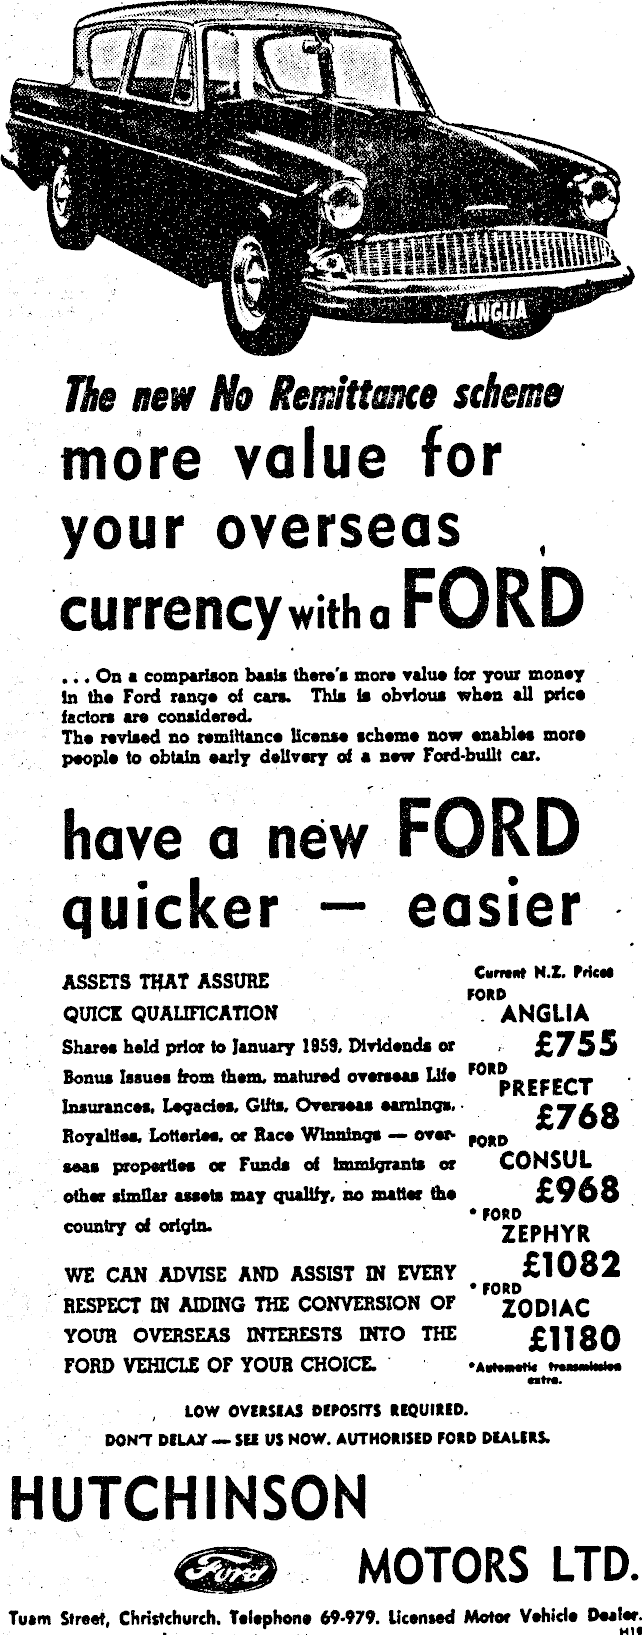 ANGLIA
The new No Remittance scheme
more value for
your overseas
currency with a FORD
... On a comparison basis there's more value for your money
in the Ford range of cars. This is obvious when all price
factors are considered.
The revised no remittance license scheme now enables more
people to obtain early delivery of a new Ford-built car.
have a new FORD
quicker — easier
ASSETS THAT ASSURE
QUICK QUALIFICATION
Shares held prior to January 1959, Dividends or
Bonus Issues from them, matured overseas Life
Insurances, Legacies, Gifts, Overseas earnings,
Royalties, Lotteries, or Race Winnings — over-
seas properties or Funds of Immigrants or
other similar assets may qualify, no matter the
country of origin.
WE CAN ADVISE AND ASSIST IN EVERY
RESPECT IN AIDING THE CONVERSION OF
YOUR OVERSEAS INTERESTS INTO THE
FORD VEHICLE OF YOUR CHOICE.
Current N.Z. Prices
FORD
ANGLIA
£755
FORD
PREFECT
£768
FORD
CONSUL
£968
* FORD
ZEPHYR
£1082
* FORD
ZODIAC
£1180
*Automatic transmission
extra.
LOW OVERSEAS DEPOSITS REQUIRED.
DON'T DELAY — SEE US NOW. AUTHORISED FORD DEALERS.
HUTCHINSON
Ford
MOTORS LTD.
Tuam Street, Christchurch. Telephone 69-979. Licensed Motor Vehicle Dealer.